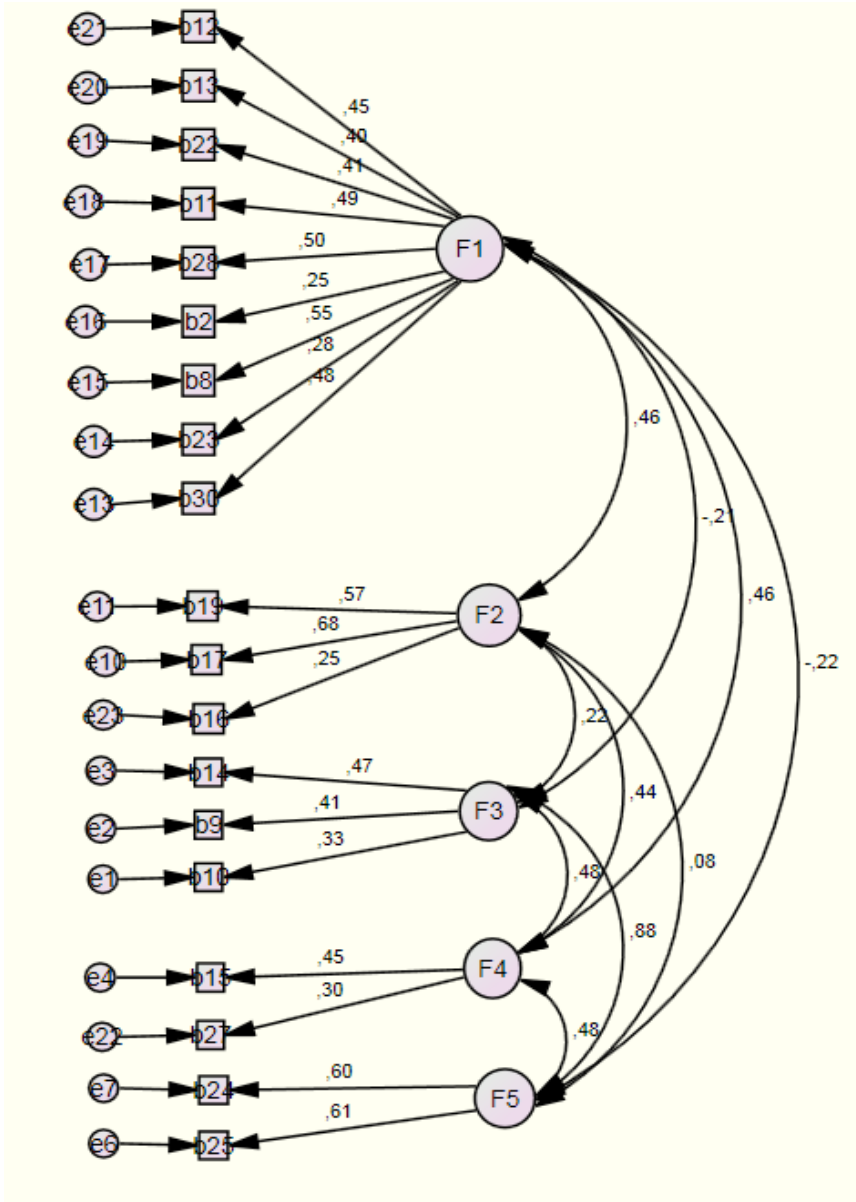 e21 b12
e20 b13
,45
,40
e19 b22
,41
e18 b11
,49
F1
,50
e17 b28
,25
e16 b2
,55
,28
e15 b8
,48
,46
e14 b23
e13 b30
-,21
,46
e11 b19
,57
F2
,68
e10 b17
,25
-,22
e23 b16
,22
e3 b14
,47
,44
F3
,41
e2 b9
,33
,08
e1 b10
,48
,88
,45
F4
e4 b15
,30
e22 b27
,48
,60
e7 b24
F5
,61
e6 b25